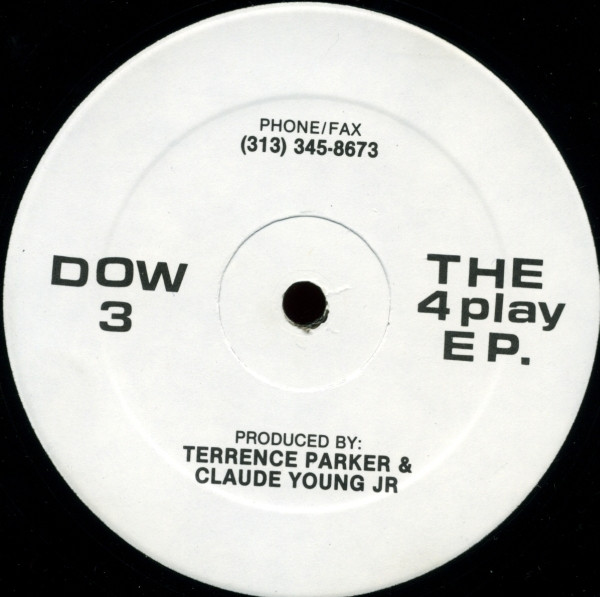 PHONE/FAX
(313) 345-8673
DOW
3
THE
4play
EP.
PRODUCED BY:
TERRENCE PARKER &
CLAUDE YOUNG JR